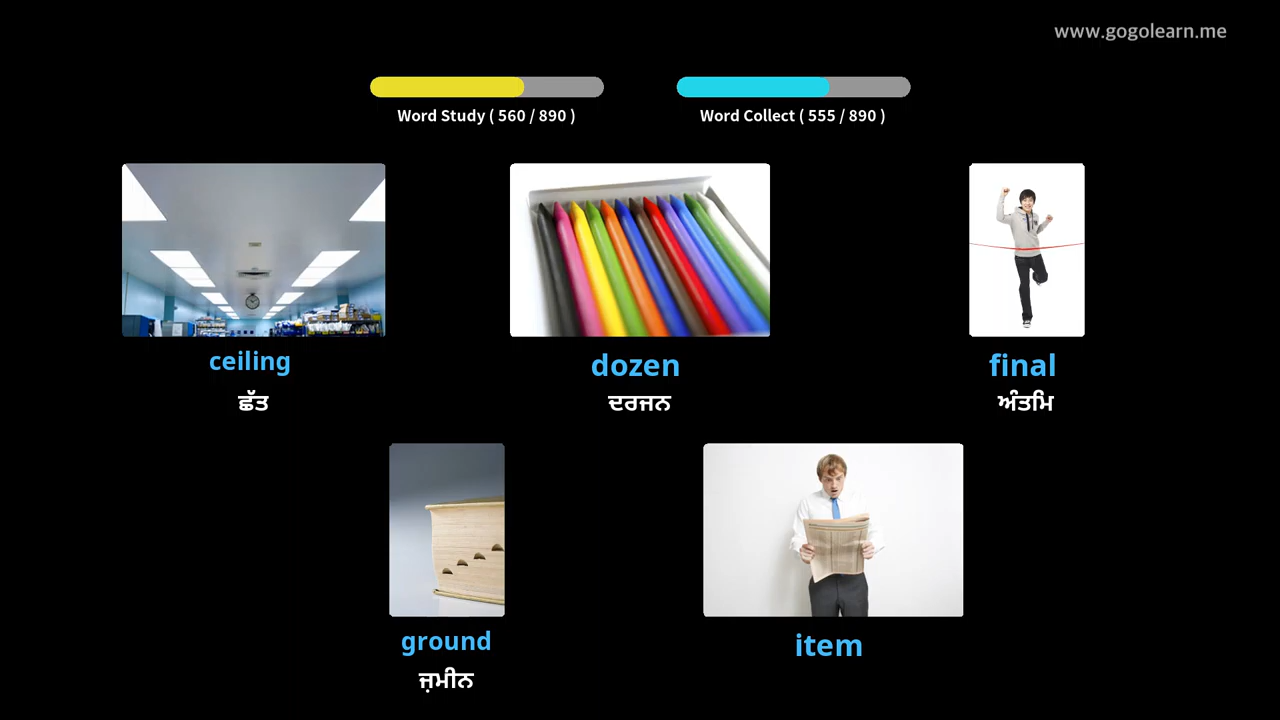 www.gogolearn.me
Word Study ( 560 / 890 )
Word Collect ( 555 / 890 )
ceiling
dozen
final
ਛੱਤ
ਦਰਜਨ
ਅੰਤਮਿ
ground
item
ਜ਼ਮੀਨ